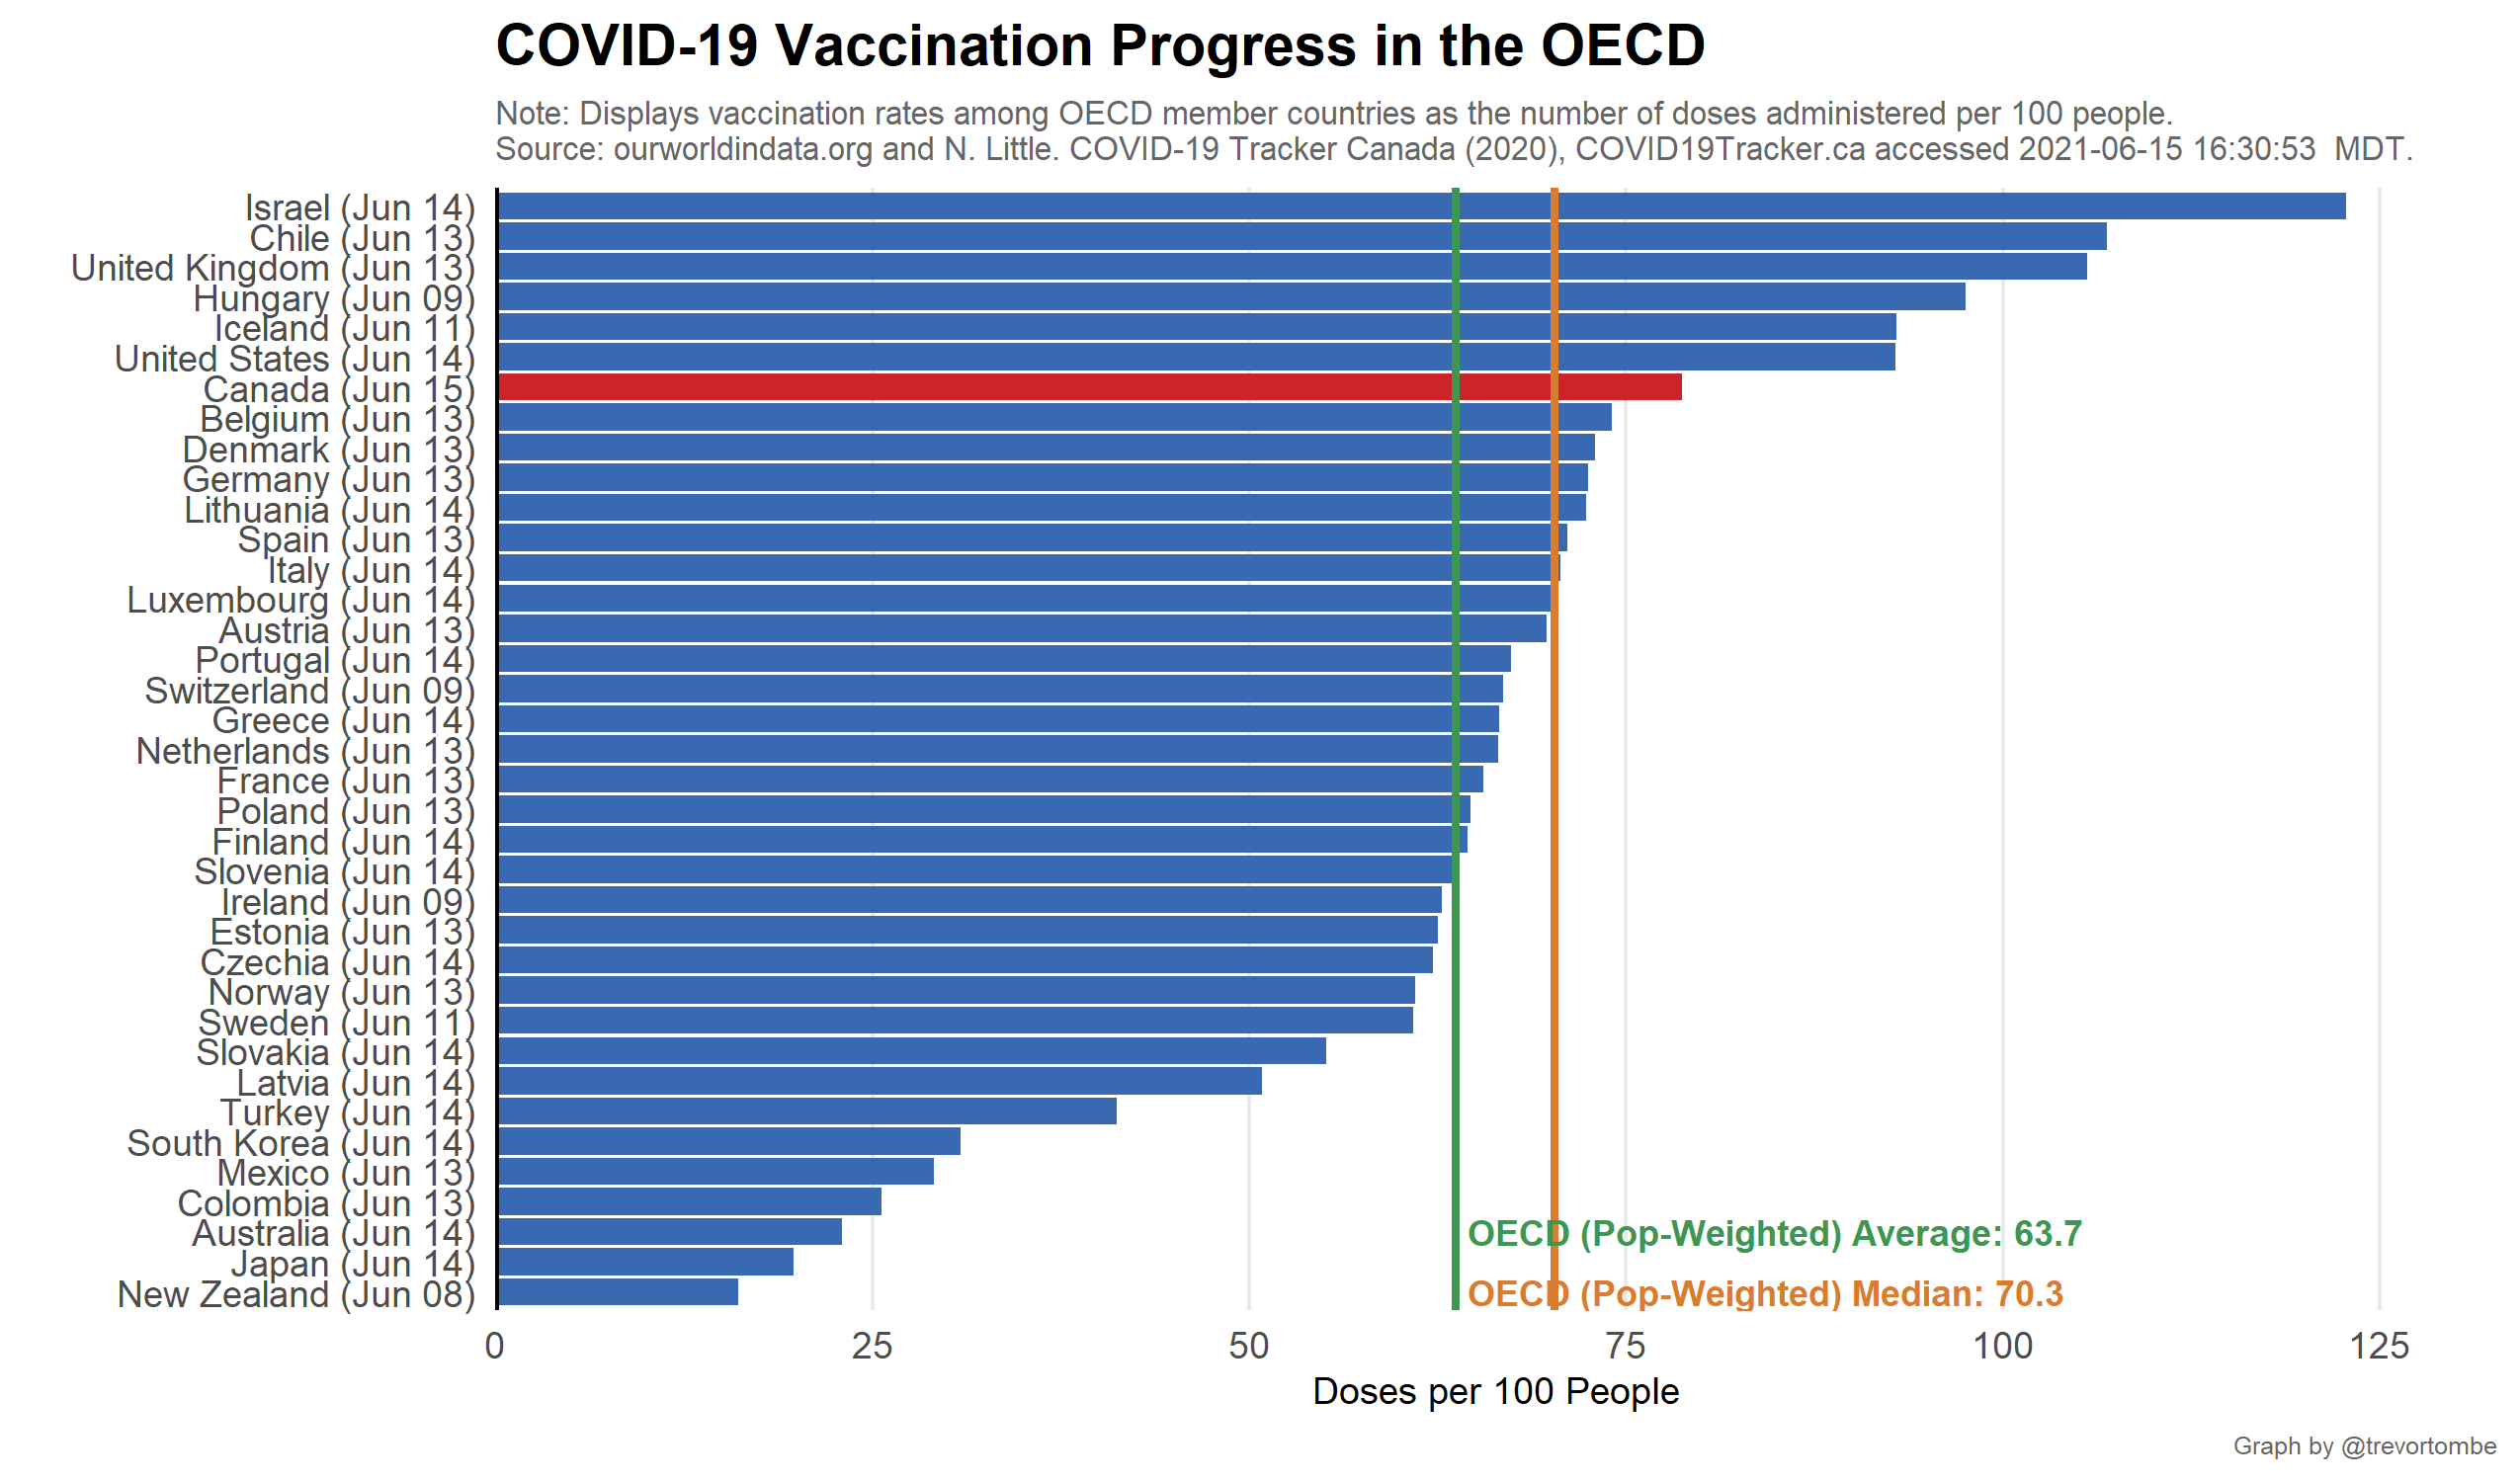 COVID-19 Vaccination Progress in the OECD
Note: Displays vaccination rates among OECD member countries as the number of doses administered per 100 people.
Source: ourworldindata.org and N. Little. COVID-19 Tracker Canada (2020), COVID19Tracker.ca accessed 2021-06-15 16:30:53  MDT.
Israel (Jun 14)
Chile (Jun 13)
United Kingdom (Jun 13)
Hungary (Jun 09)
Iceland (Jun 11)
United States (Jun 14)
Canada (Jun 15)
Belgium (Jun 13)
Denmark (Jun 13)
Germany (Jun 13)
Lithuania (Jun 14)
Spain (Jun 13)
Italy (Jun 14)
Luxembourg (Jun 14)
Austria (Jun 13)
Portugal (Jun 14)
Switzerland (Jun 09)
Greece (Jun 14)
Netherlands (Jun 13)
France (Jun 13)
Poland (Jun 13)
Finland (Jun 14)
Slovenia (Jun 14)
Ireland (Jun 09)
Estonia (Jun 13)
Czechia (Jun 14)
Norway (Jun 13)
Sweden (Jun 11)
Slovakia (Jun 14)
Latvia (Jun 14)
Turkey (Jun 14)
South Korea (Jun 14)
Mexico (Jun 13)
Colombia (Jun 13)
Australia (Jun 14)
OECD (Pop-Weighted) Average: 63.7
Japan (Jun 14)
New Zealand (Jun 08)
OECD (Pop-Weighted) Median: 70.3
0 25 50 75 100 125
Doses per 100 People
Graph by @trevortombe